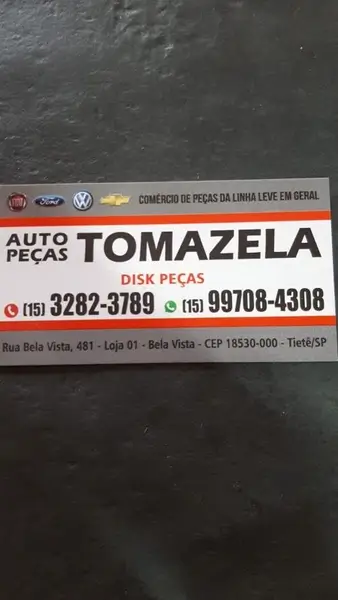 FIAT Ford VW COMÉRCIO DE PEÇAS DA LINHA LEVE EM GERAL
AUTO PEÇAS TOMAZELA
DISK PEÇAS
(15) 3282-3789 (15) 99708-4308
Rua Bela Vista, 481 - Loja 01 - Bela Vista - CEP 18530-000 - Tietê/SP